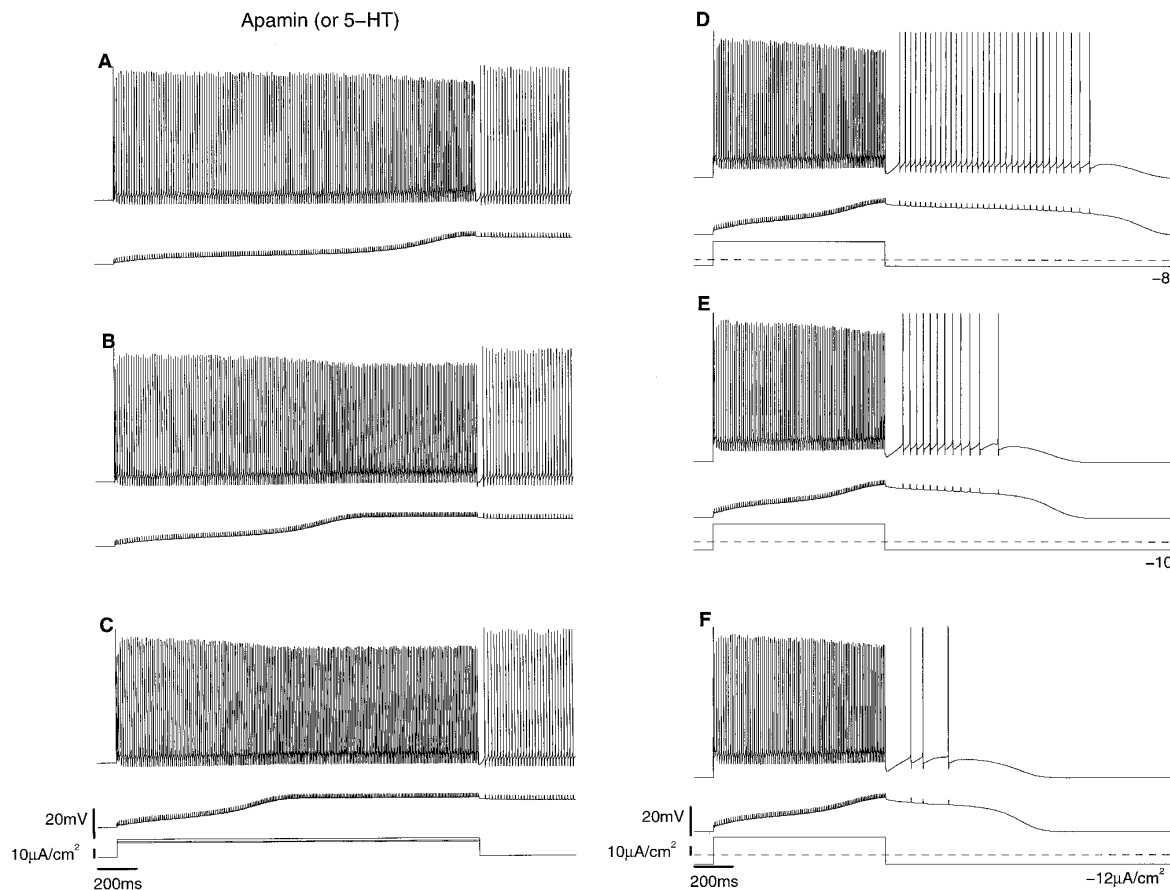 Apamin (or 5−HT)
A
B
C
20mV
10μA/cm²
200ms
D
−8
E
−10
F
20mV
10μA/cm²
200ms
−12μA/cm²